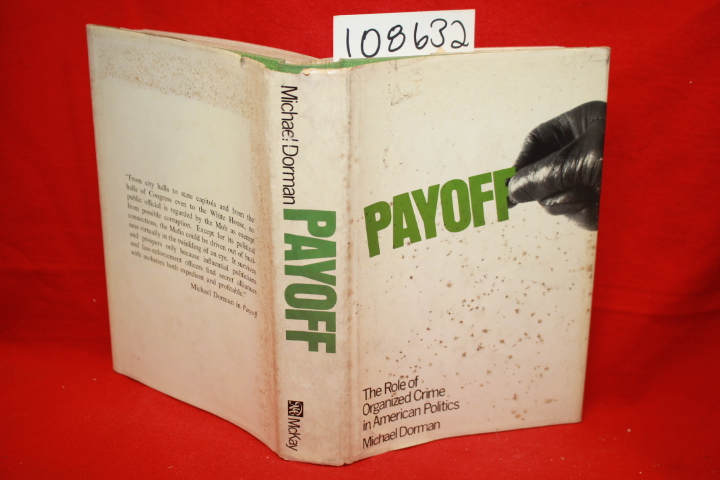 108632
"From city halls to state capitols and from the
halls of Congress even to the White House, no
public official is regarded by the Mob as exempt
from possible corruption. Except for its political
connections, the Mafia could be driven out of busi-
ness virtually in the twinkling of an eye. It survives
and prospers only because influential politicians
and law-enforcement officers find secret alliances
with mobsters both expedient and profitable."
Michael Dorman in Payoff
Michael Dorman
PAYOFF
McKay
PAYOFF
The Role of
Organized Crime
in American Politics
Michael Dorman